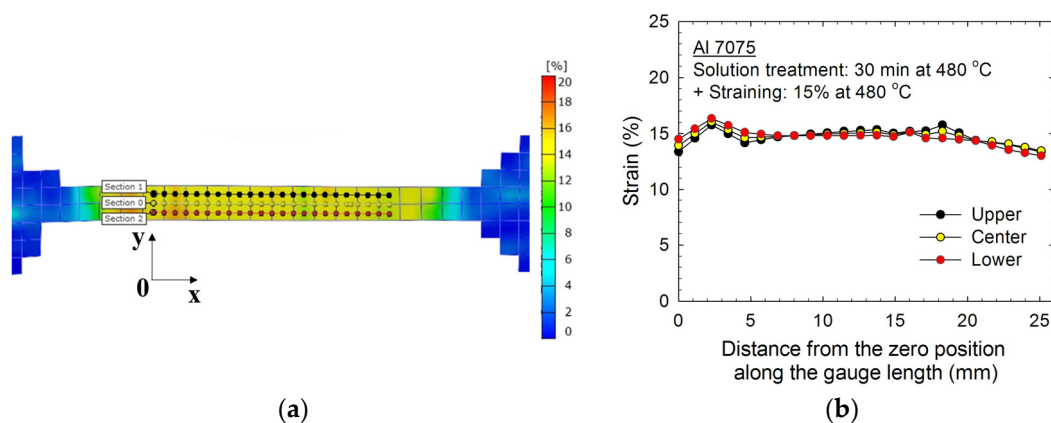 [%]
20
18
16
14
12
10
8
6
4
2
0
Section 1
Section 0
Section 2
y
0
x
(a)
25
20
15
10
5
0
Strain (%)
Al 7075
Solution treatment: 30 min at 480 °C
+ Straining: 15% at 480 °C
Upper
Center
Lower
0 5 10 15 20 25
Distance from the zero position
along the gauge length (mm)
(b)